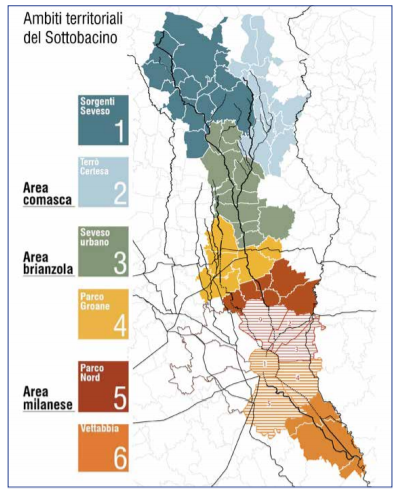 Ambiti territoriali
del Sottobacino
Sorgenti
Seveso
1
Terrò
Certesa
2
Area
comasca
Seveso
urbano
3
Area
brianzola
Parco
Groane
4
Parco
Nord
5
Area
milanese
Vettabbia
6